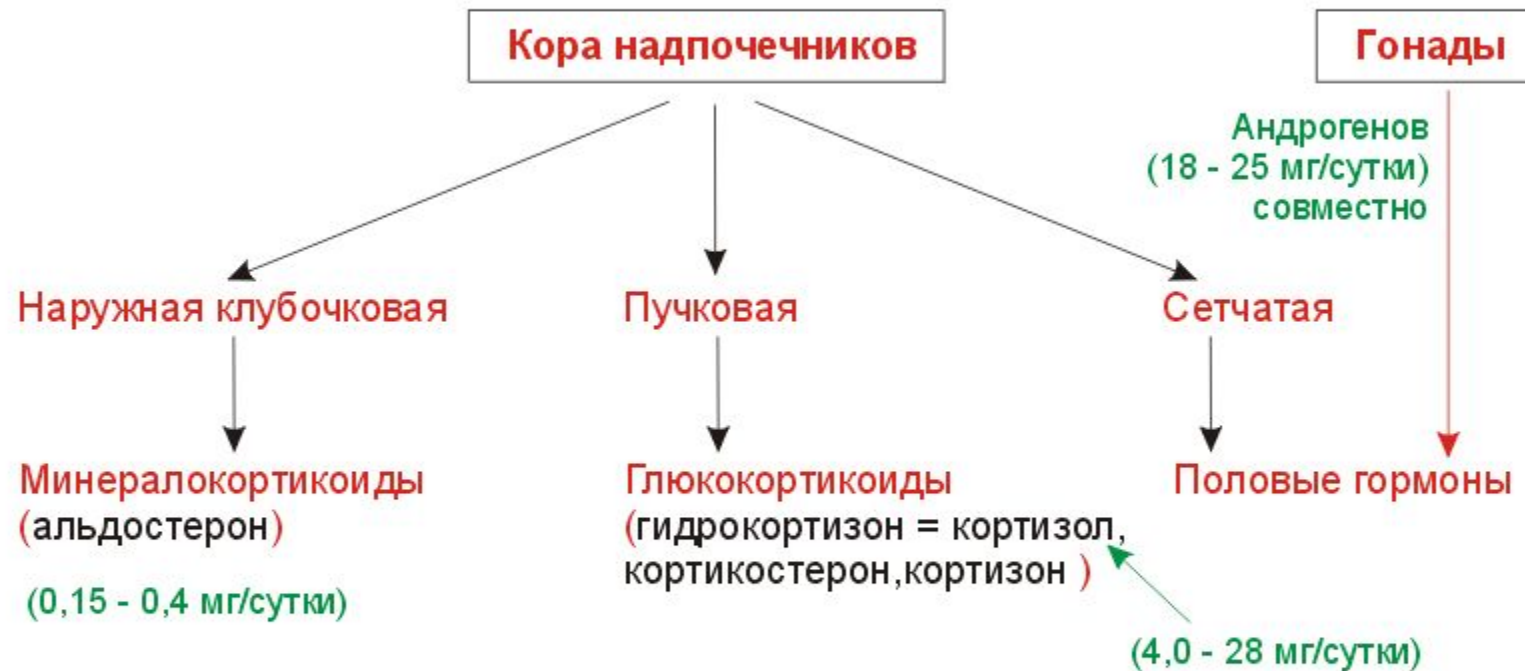 Кора надпочечников
Гонады
Андрогенов
(18 - 25 мг/сутки)
совместно
Наружная клубочковая
Пучковая
Сетчатая
Минералокортикоиды
(альдостерон)
(0,15 - 0,4 мг/сутки)
Глюкокортикоиды
(гидрокортизон = кортизол,
кортикостерон,кортизон )
(4,0 - 28 мг/сутки)
Половые гормоны